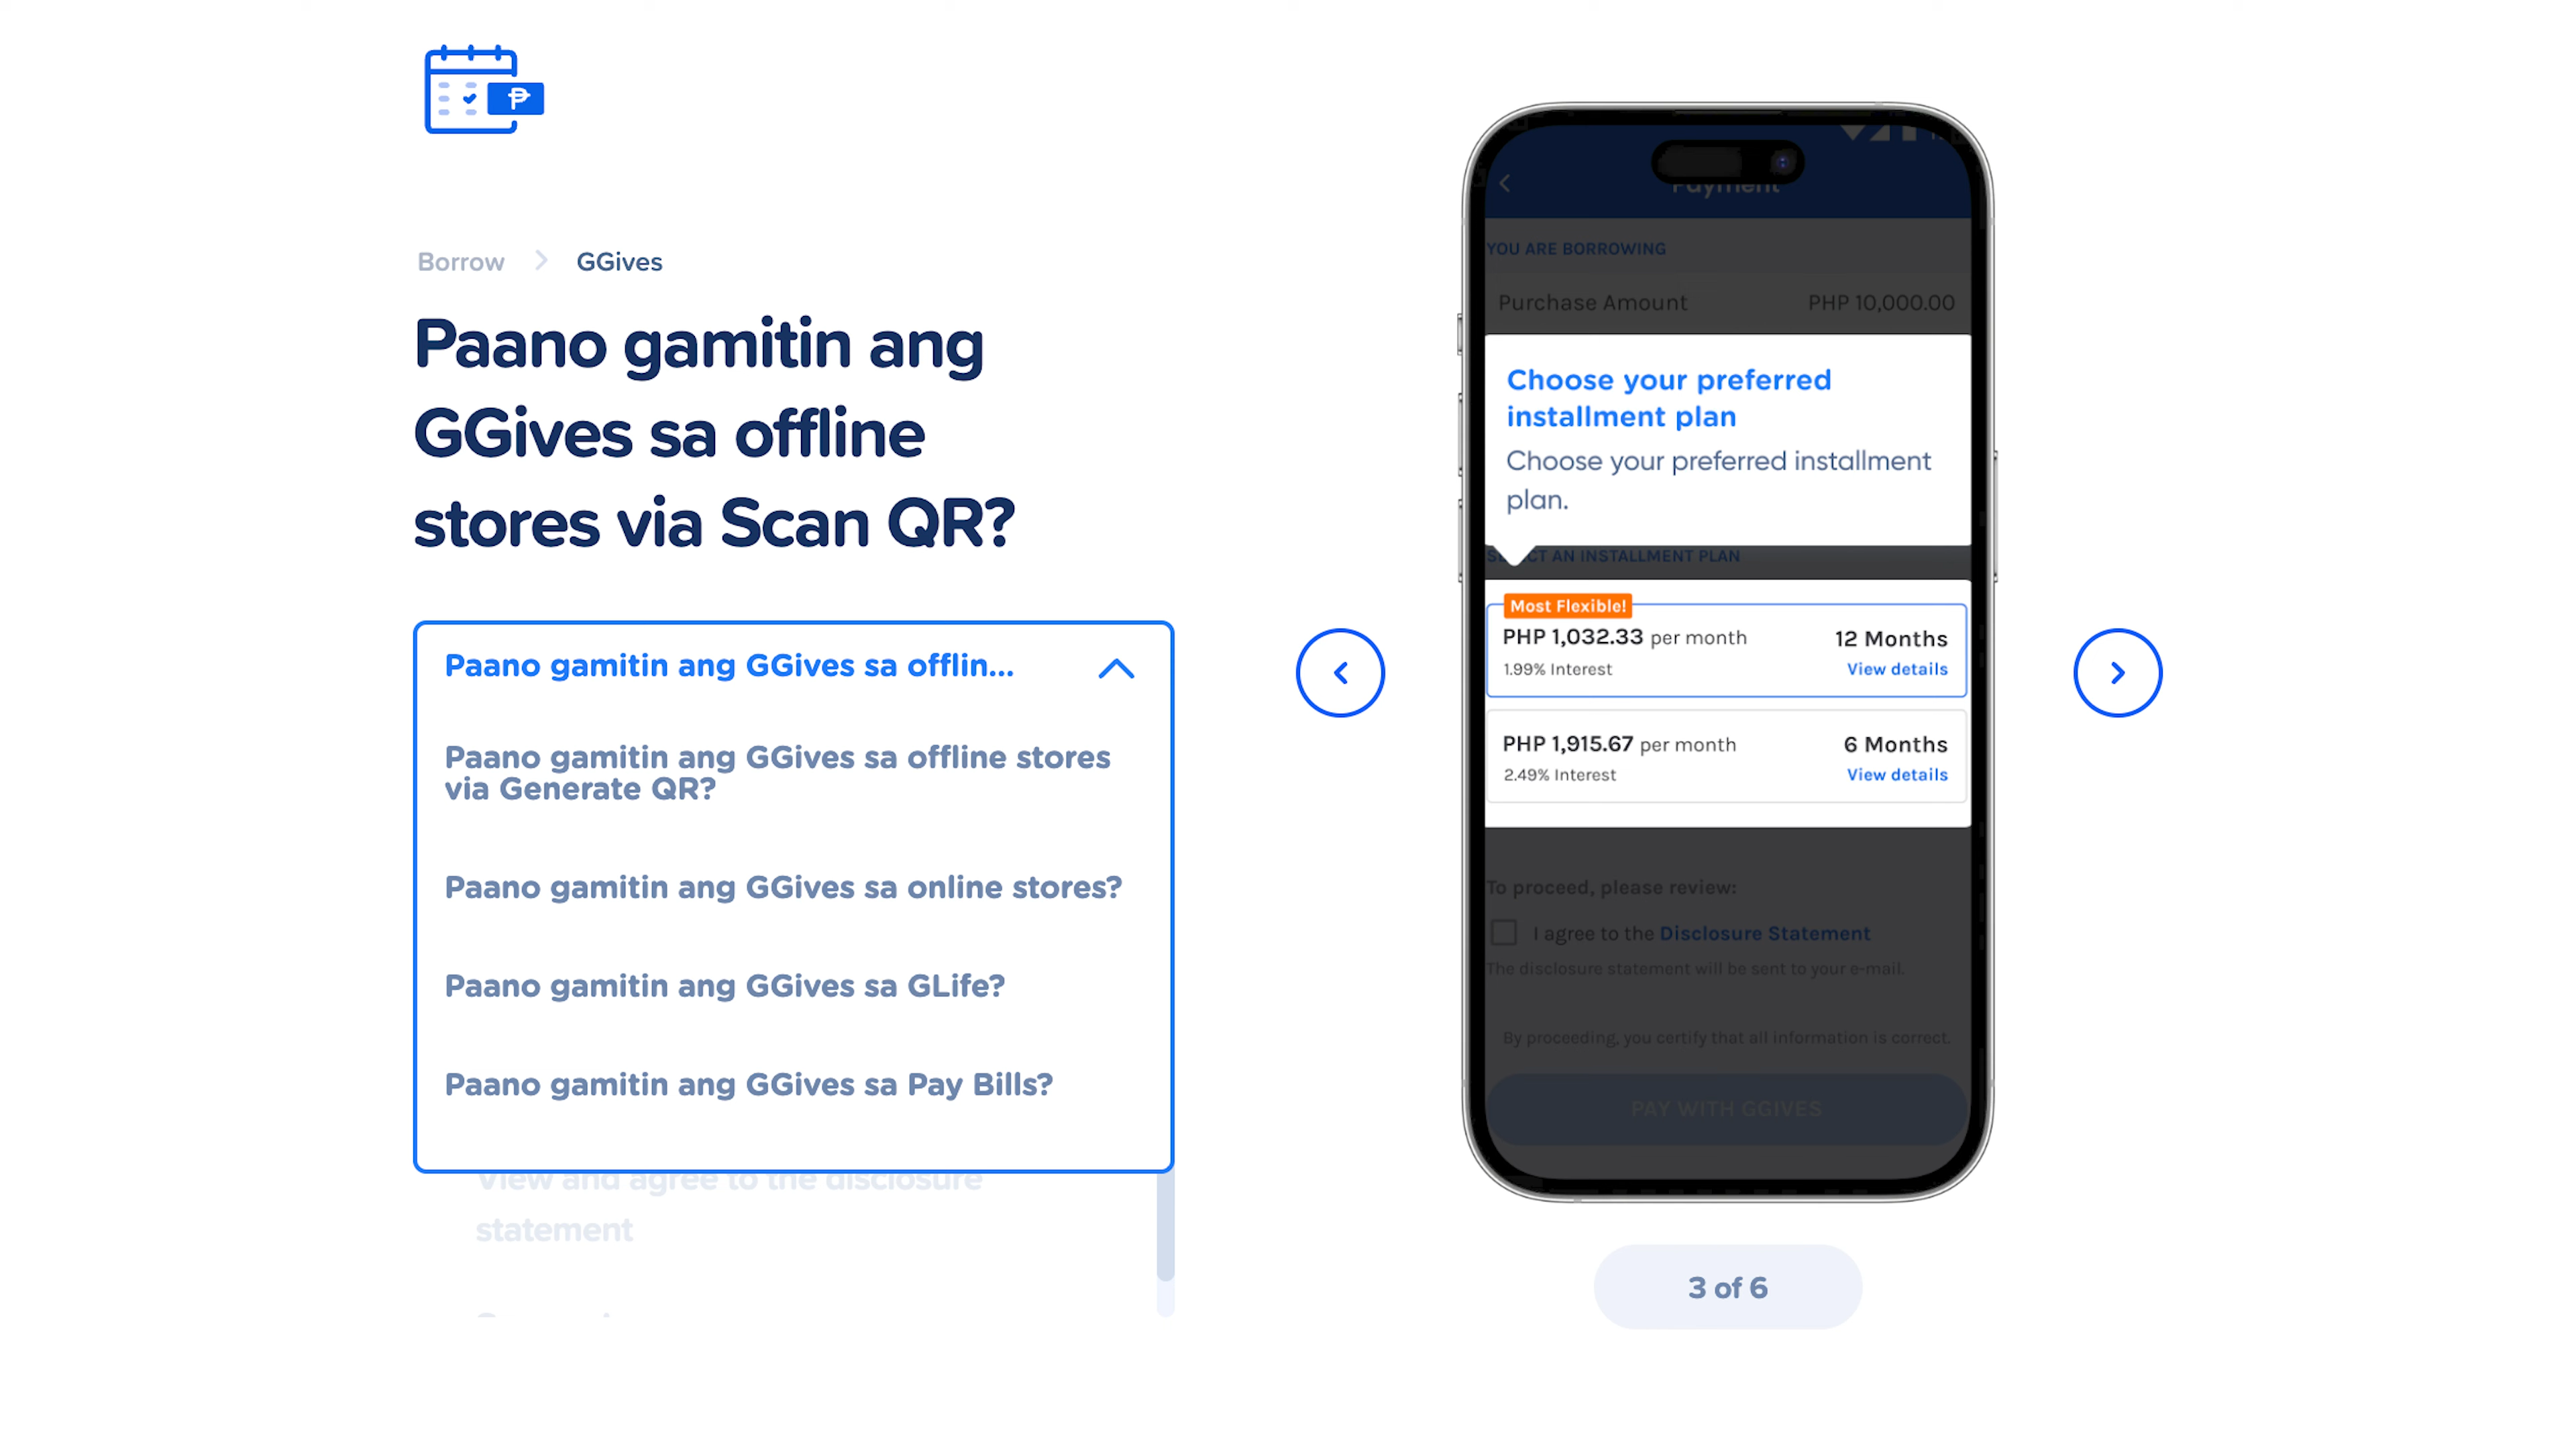 ₱
Borrow > GGives
Paano gamitin ang
GGives sa offline
stores via Scan QR?
Paano gamitin ang GGives sa offlin...
Paano gamitin ang GGives sa offline stores
via Generate QR?
Paano gamitin ang GGives sa online stores?
Paano gamitin ang GGives sa GLife?
Paano gamitin ang GGives sa Pay Bills?
View and agree to the disclosure
statement
Payment
YOU ARE BORROWING
Purchase Amount PHP 10,000.00
Choose your preferred
installment plan
Choose your preferred installment
plan.
SELECT AN INSTALLMENT PLAN
Most Flexible!
PHP 1,032.33 per month 12 Months
1.99% Interest View details
PHP 1,915.67 per month 6 Months
2.49% Interest View details
To proceed, please review:
I agree to the Disclosure Statement
The disclosure statement will be sent to your e-mail.
By proceeding, you certify that all information is correct.
PAY WITH GGIVES
3 of 6